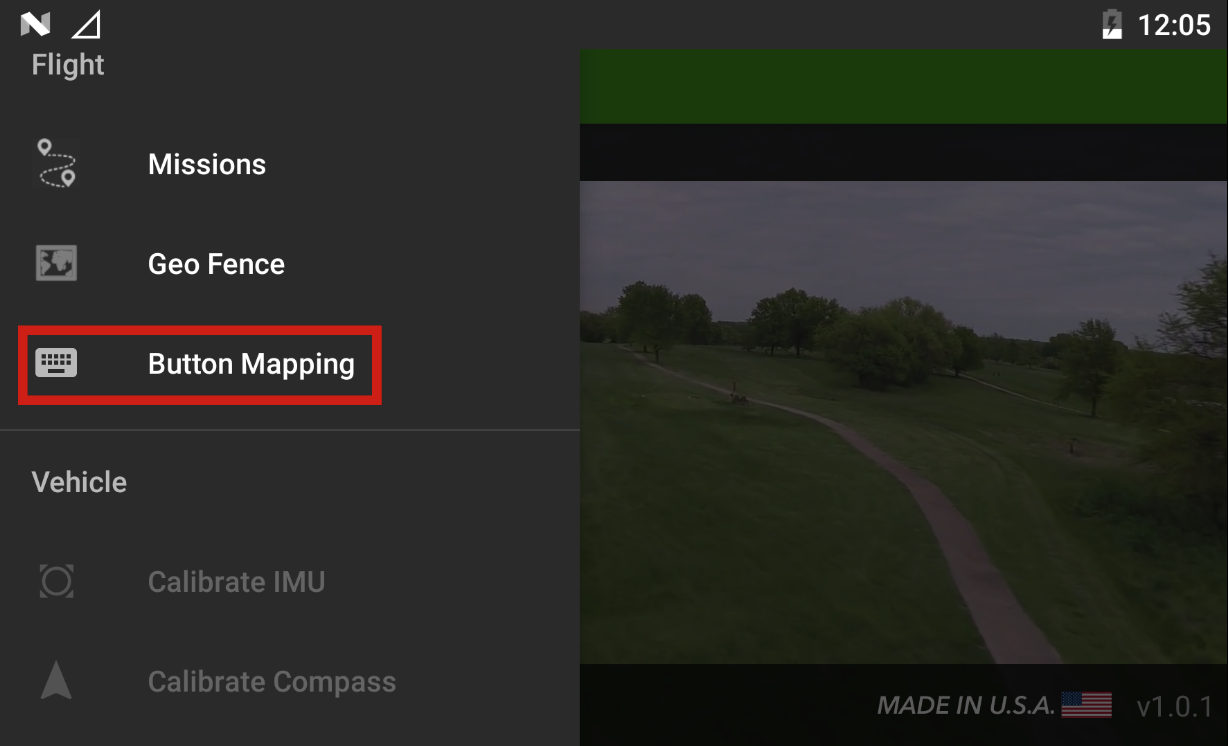 12:05
Flight
Missions
Geo Fence
Button Mapping
Vehicle
Calibrate IMU
Calibrate Compass
MADE IN U.S.A. v1.0.1